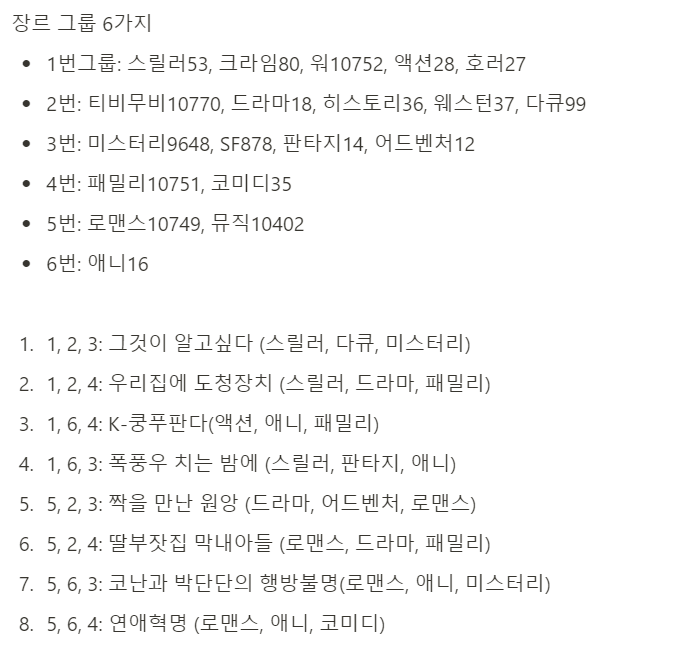 장르 그룹 6가지
• 1번그룹: 스릴러53, 크라임80, 워10752, 액션28, 호러27
• 2번: 티비무비10770, 드라마18, 히스토리36, 웨스턴37, 다큐99
• 3번: 미스터리9648, SF878, 판타지14, 어드벤처12
• 4번: 패밀리10751, 코미디35
• 5번: 로맨스10749, 뮤직10402
• 6번: 애니16
1. 1, 2, 3: 그것이 알고싶다 (스릴러, 다큐, 미스터리)
2. 1, 2, 4: 우리집에 도청장치 (스릴러, 드라마, 패밀리)
3. 1, 6, 4: K-쿵푸판다(액션, 애니, 패밀리)
4. 1, 6, 3: 폭풍우 치는 밤에 (스릴러, 판타지, 애니)
5. 5, 2, 3: 짝을 만난 원앙 (드라마, 어드벤처, 로맨스)
6. 5, 2, 4: 딸부잣집 막내아들 (로맨스, 드라마, 패밀리)
7. 5, 6, 3: 코난과 박단단의 행방불명(로맨스, 애니, 미스터리)
8. 5, 6, 4: 연애혁명 (로맨스, 애니, 코미디)